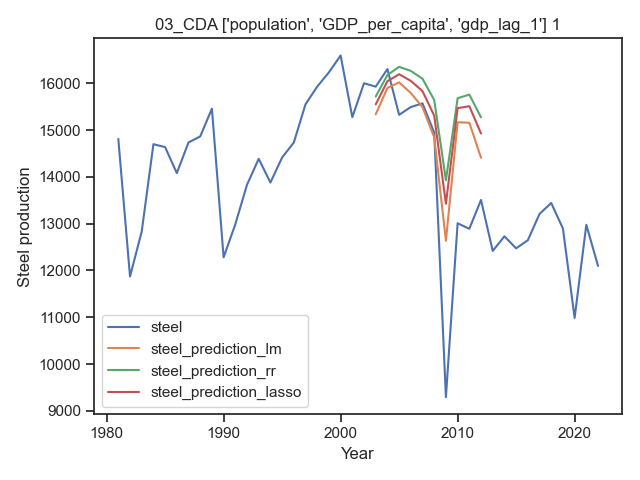 03_CDA ['population', 'GDP_per_capita', 'gdp_lag_1'] 1
Steel production
16000
15000
14000
13000
12000
11000
10000
9000
steel
steel_prediction_lm
steel_prediction_rr
steel_prediction_lasso
1980
1990
2000
2010
2020
Year